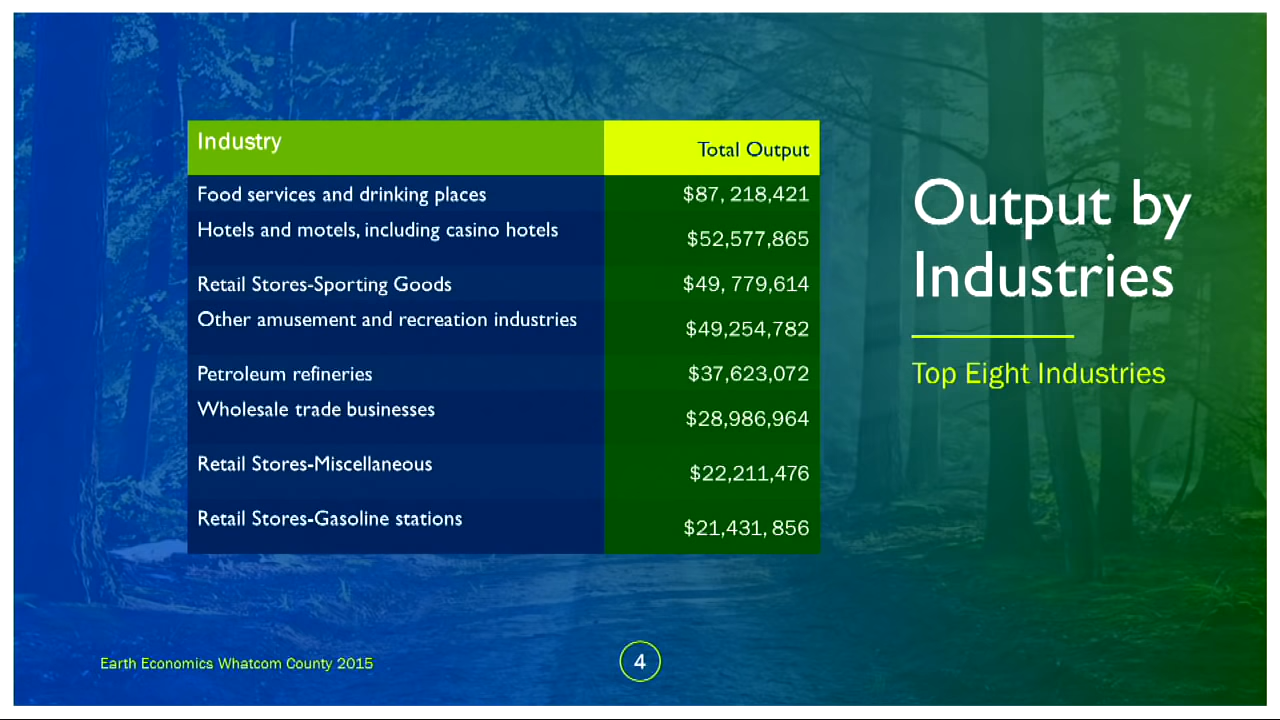 Industry Total Output
Food services and drinking places $87, 218,421
Hotels and motels, including casino hotels $52,577,865
Retail Stores-Sporting Goods $49, 779,614
Other amusement and recreation industries $49,254,782
Petroleum refineries $37,623,072
Wholesale trade businesses $28,986,964
Retail Stores-Miscellaneous $22,211,476
Retail Stores-Gasoline stations $21,431, 856
Output by
Industries
Top Eight Industries
Earth Economics Whatcom County 2015
4